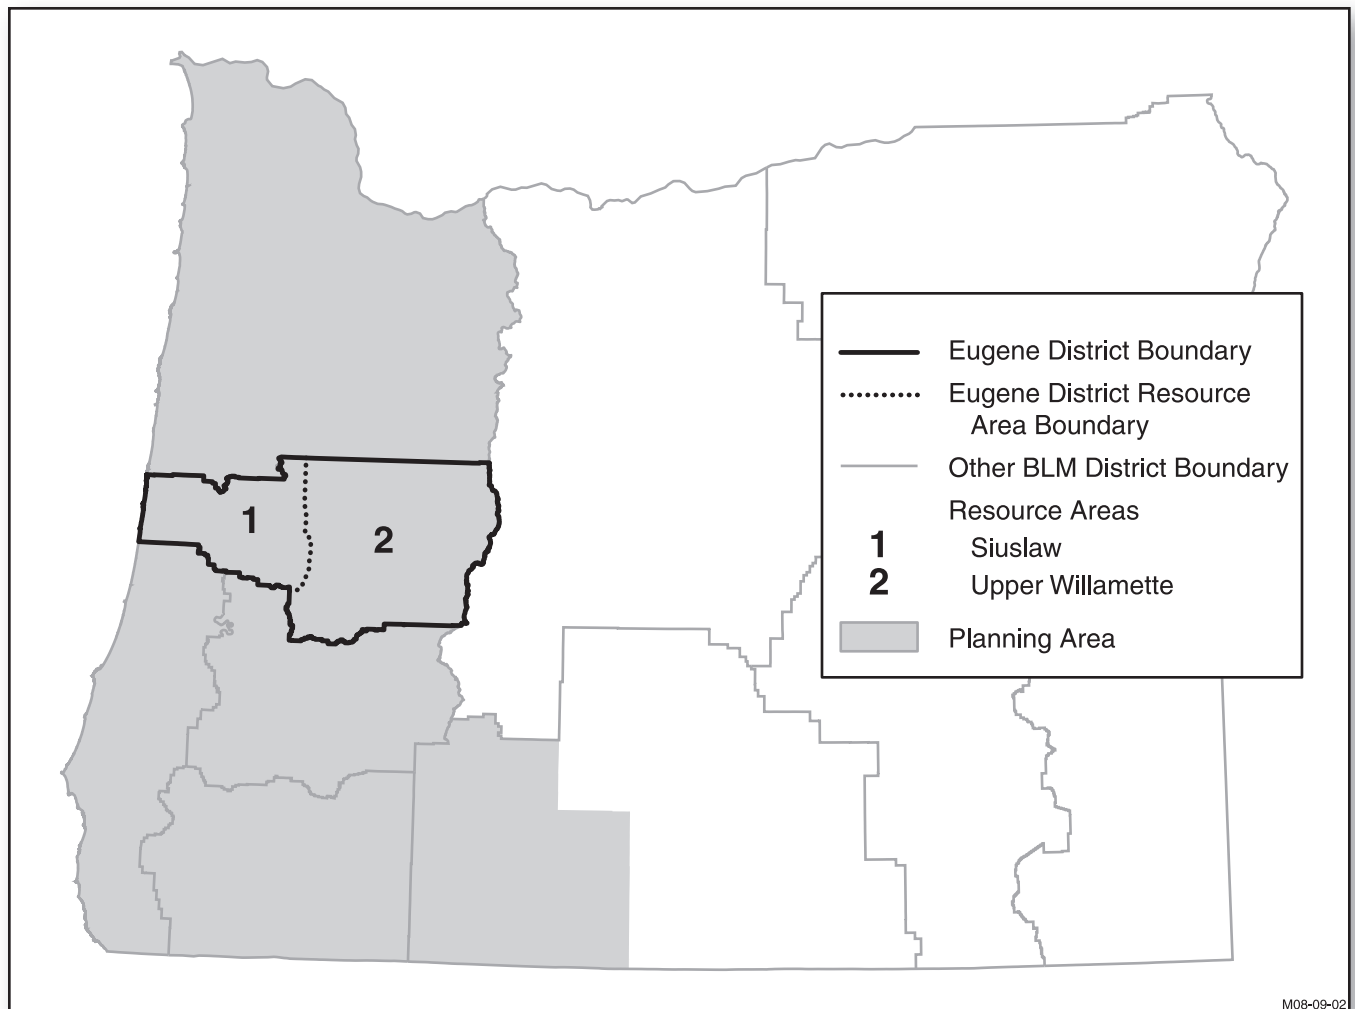 Eugene District Boundary
Eugene District Resource
Area Boundary
Other BLM District Boundary
Resource Areas
1 Siuslaw
2 Upper Willamette
Planning Area
1
2
M08-09-02